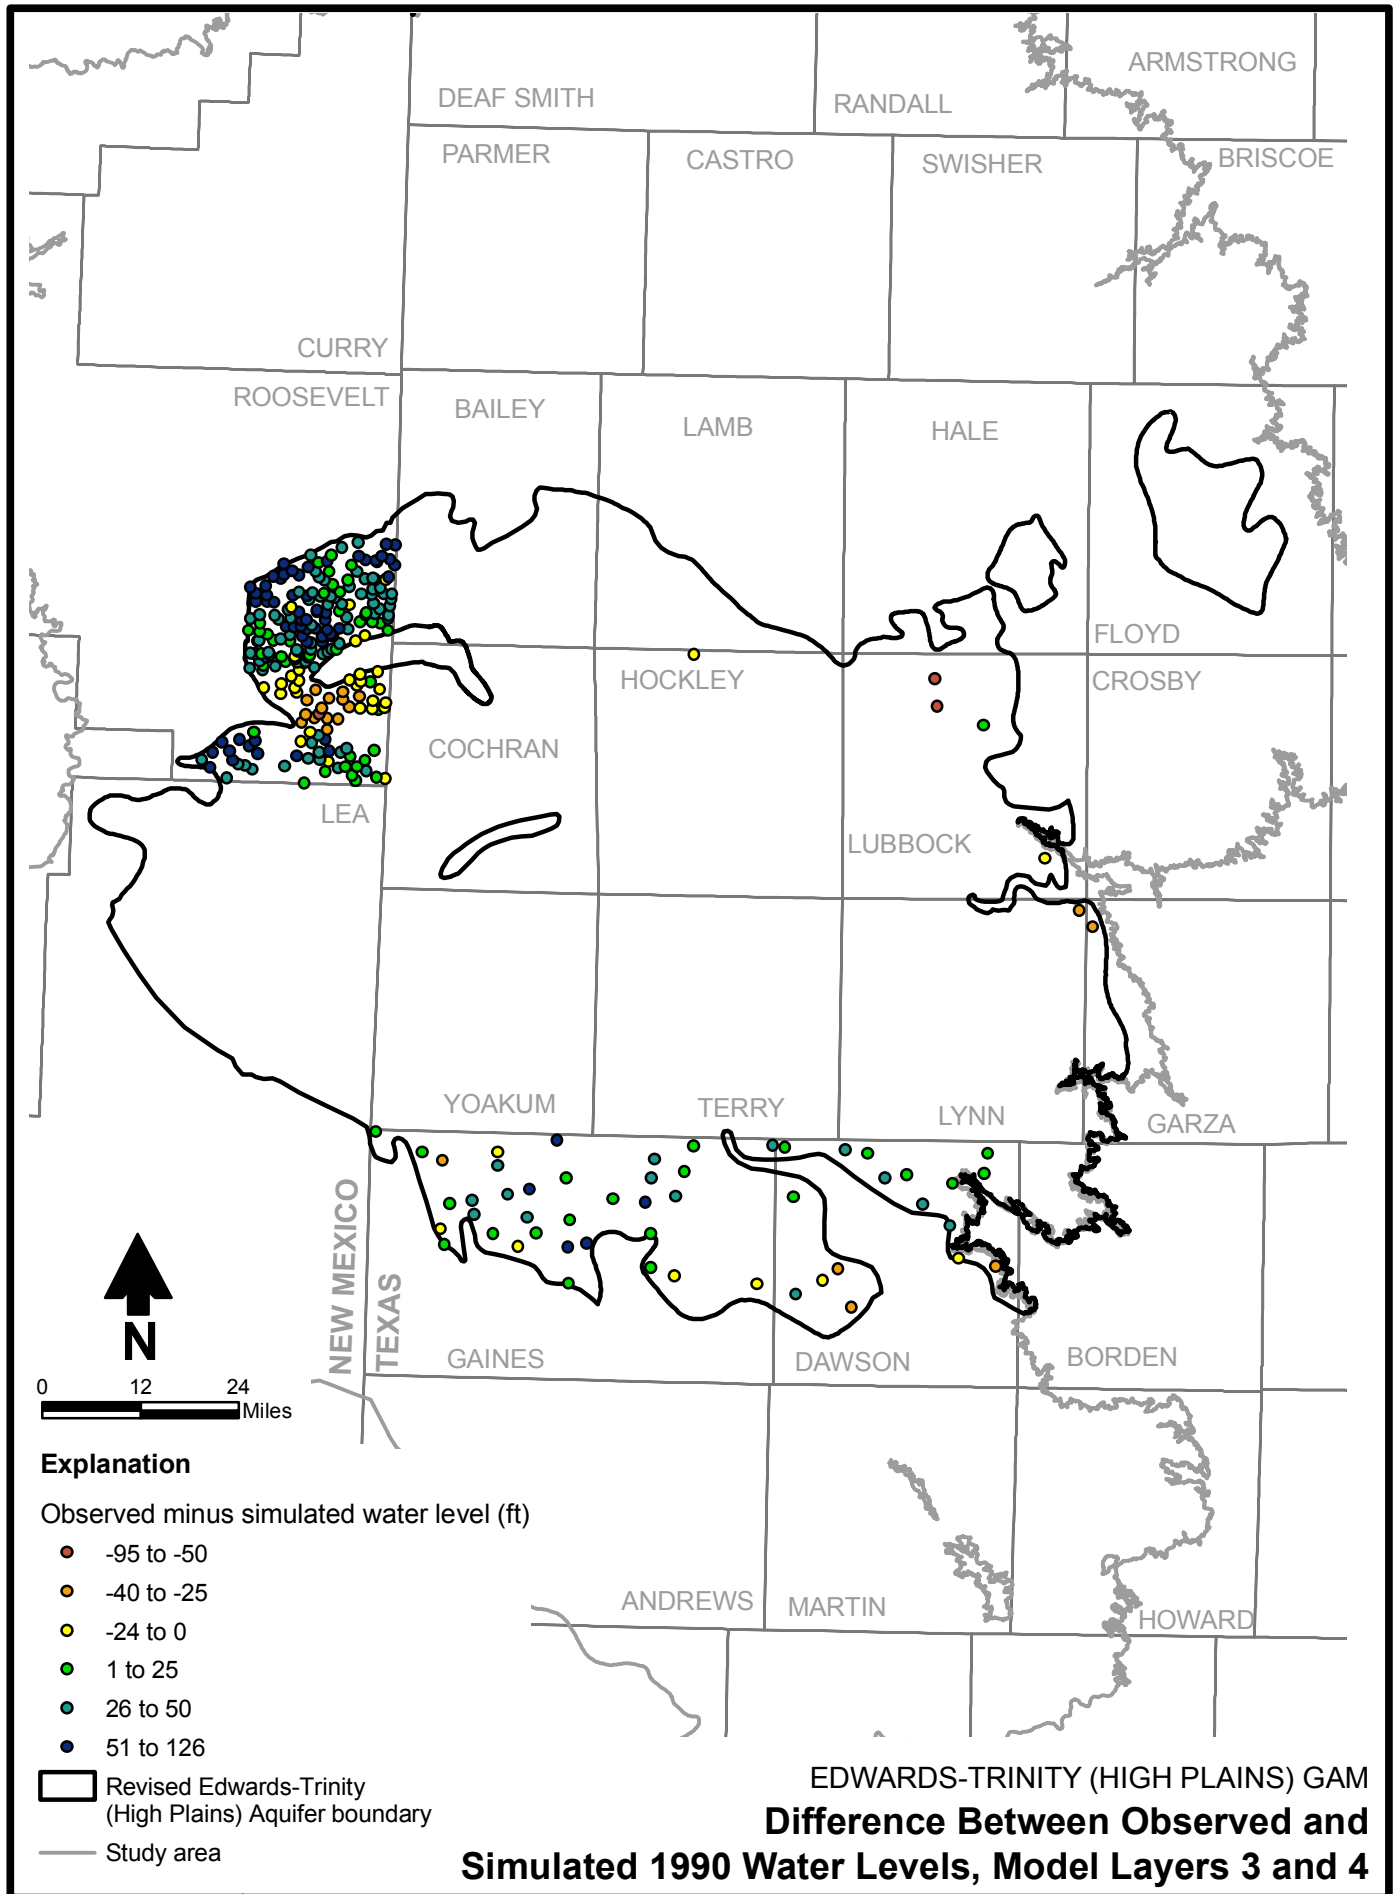 ARMSTRONG
DEAF SMITH
RANDALL
PARMER
CASTRO
SWISHER
BRISCOE
CURRY
ROOSEVELT
BAILEY
LAMB
HALE
FLOYD
HOCKLEY
CROSBY
COCHRAN
LEA
LUBBOCK
YOAKUM
TERRY
LYNN
GARZA
NEW MEXICO
TEXAS
N
GAINES
DAWSON
BORDEN
0 12 24
Miles
Explanation
Observed minus simulated water level (ft)
-95 to -50
-40 to -25
-24 to 0
1 to 25
26 to 50
51 to 126
Revised Edwards-Trinity
(High Plains) Aquifer boundary
Study area
ANDREWS
MARTIN
HOWARD
EDWARDS-TRINITY (HIGH PLAINS) GAM
Difference Between Observed and
Simulated 1990 Water Levels, Model Layers 3 and 4